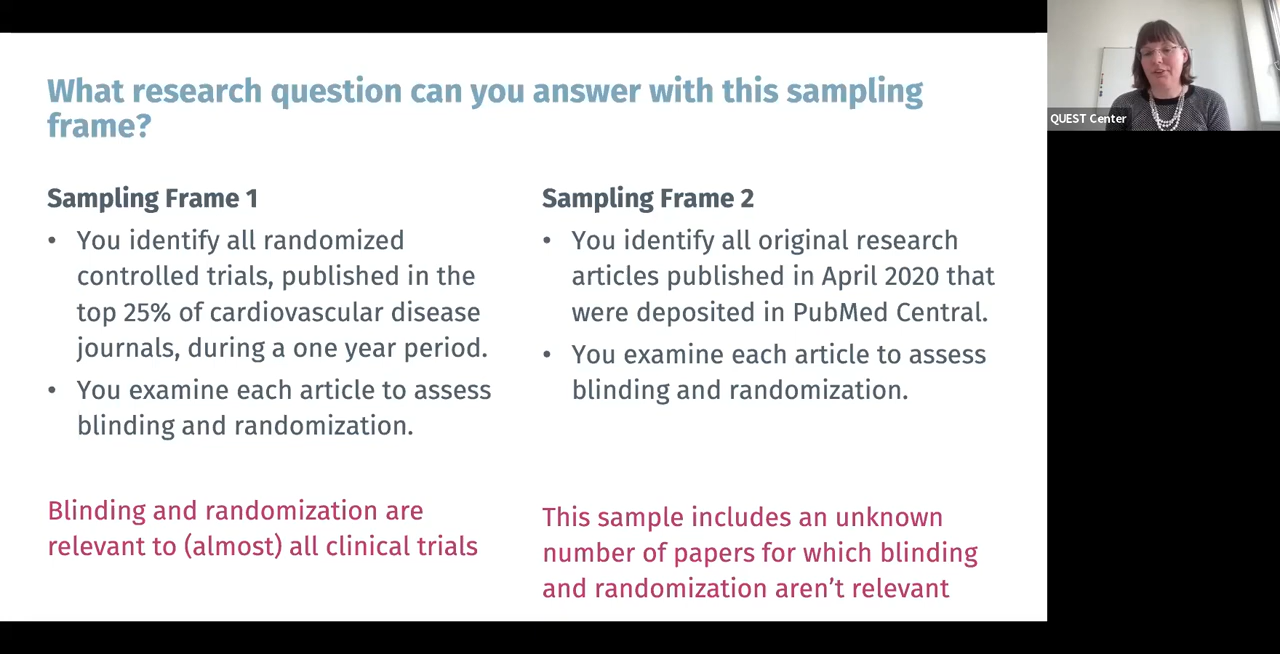 What research question can you answer with this sampling
frame?
Sampling Frame 1
• You identify all randomized
controlled trials, published in the
top 25% of cardiovascular disease
journals, during a one year period.
• You examine each article to assess
blinding and randomization.
Blinding and randomization are
relevant to (almost) all clinical trials
Sampling Frame 2
• You identify all original research
articles published in April 2020 that
were deposited in PubMed Central.
• You examine each article to assess
blinding and randomization.
This sample includes an unknown
number of papers for which blinding
and randomization aren’t relevant
QUEST Center